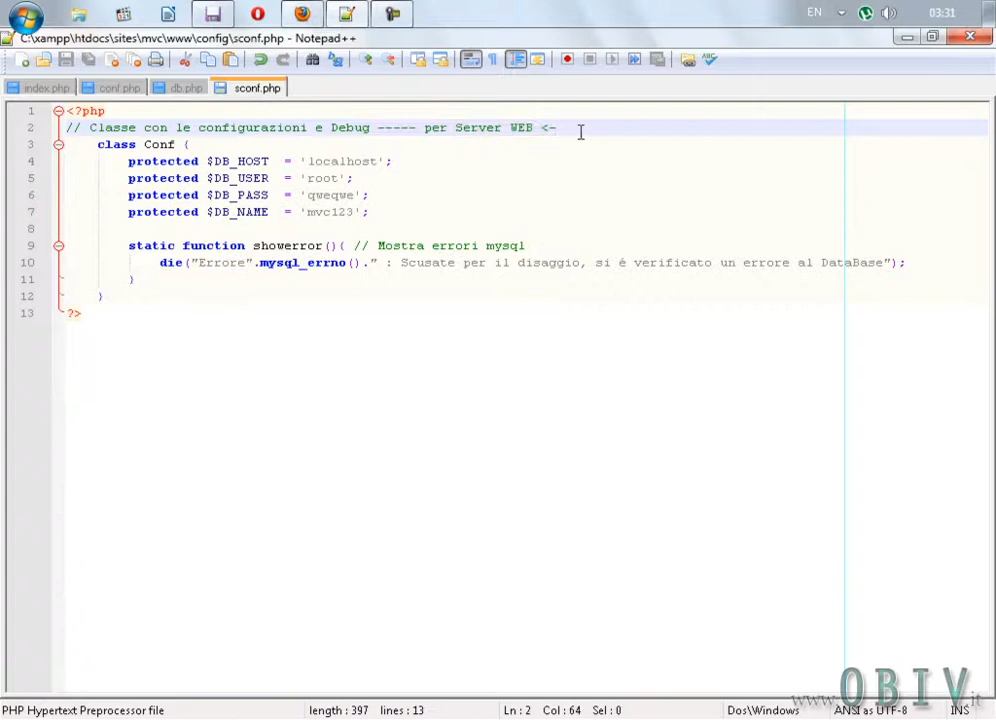 EN 03:31
C:\xampp\htdocs\sites\mvc\www\config\sconf.php - Notepad++
index.php conf.php db.php sconf.php
1 <?php
2 // Classe con le configurazioni e Debug ----- per Server WEB <-
3 class Conf {
4 protected $DB_HOST = 'localhost';
5 protected $DB_USER = 'root';
6 protected $DB_PASS = 'qweqwe';
7 protected $DB_NAME = 'mvc123';
8
9 static function showerror(){ // Mostra errori mysql
10 die("Errore".mysql_errno()." : Scusate per il disaggio, si é verificato un errore al DataBase");
11 }
12 }
13 ?>
www.OBIV.it
PHP Hypertext Preprocessor file length : 397 lines : 13 Ln : 2 Col : 64 Sel : 0 Dos\Windows ANSI as UTF-8 INS